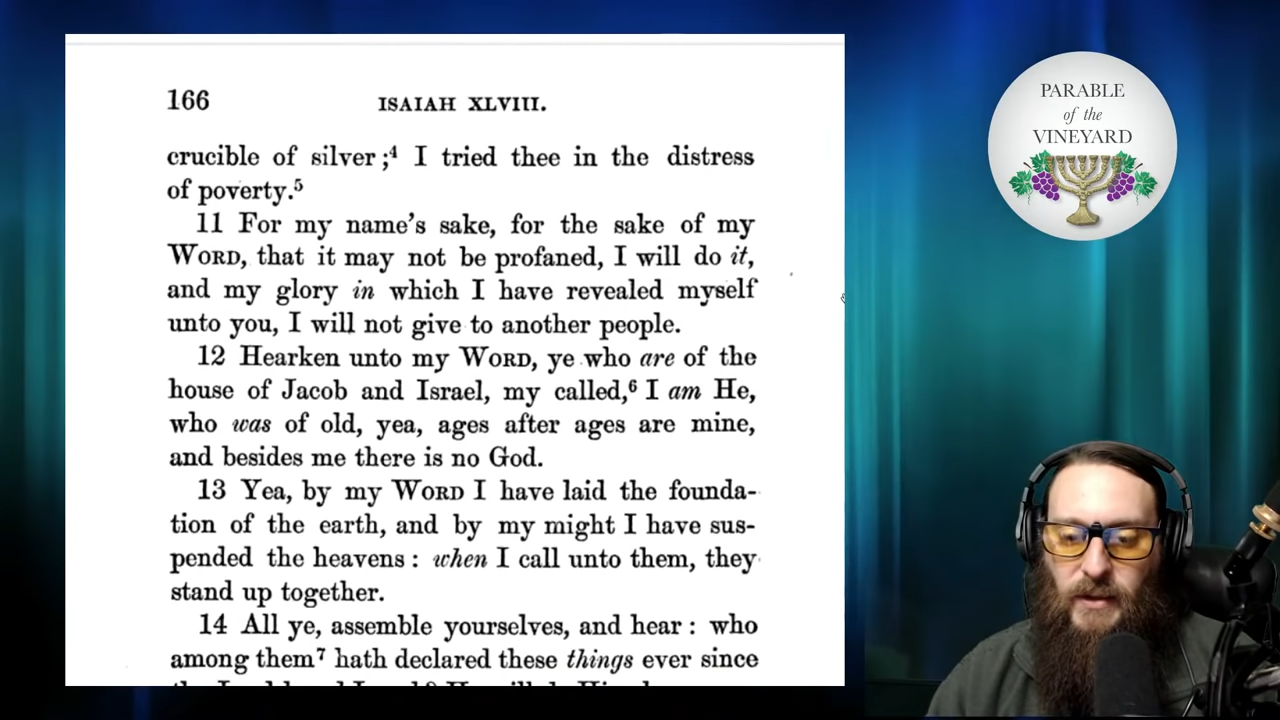 166 ISAIAH XLVIII.
crucible of silver;⁴ I tried thee in the distress
of poverty.⁵
11 For my name's sake, for the sake of my
WORD, that it may not be profaned, I will do it,
and my glory in which I have revealed myself
unto you, I will not give to another people.
12 Hearken unto my WORD, ye who are of the
house of Jacob and Israel, my called,⁶ I am He,
who was of old, yea, ages after ages are mine,
and besides me there is no God.
13 Yea, by my WORD I have laid the founda-
tion of the earth, and by my might I have sus-
pended the heavens: when I call unto them, they
stand up together.
14 All ye, assemble yourselves, and hear: who
among them⁷ hath declared these things ever since
PARABLE
of the
VINEYARD